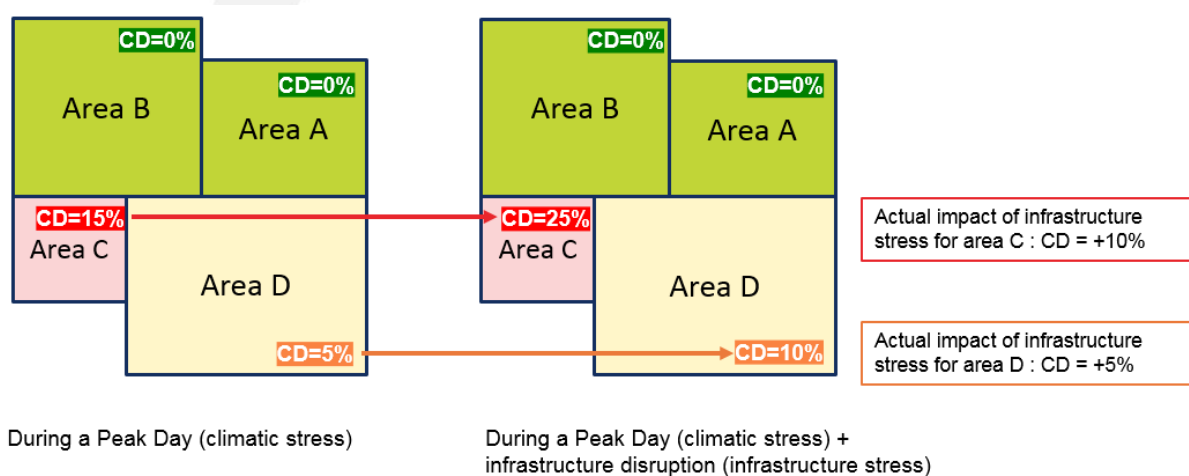 CD=0%
Area B
CD=0%
Area A
CD=15%
Area C
Area D
CD=5%
During a Peak Day (climatic stress)
CD=0%
Area B
CD=0%
Area A
CD=25%
Area C
Area D
CD=10%
During a Peak Day (climatic stress) +
infrastructure disruption (infrastructure stress)
Actual impact of infrastructure
stress for area C : CD = +10%
Actual impact of infrastructure
stress for area D : CD = +5%